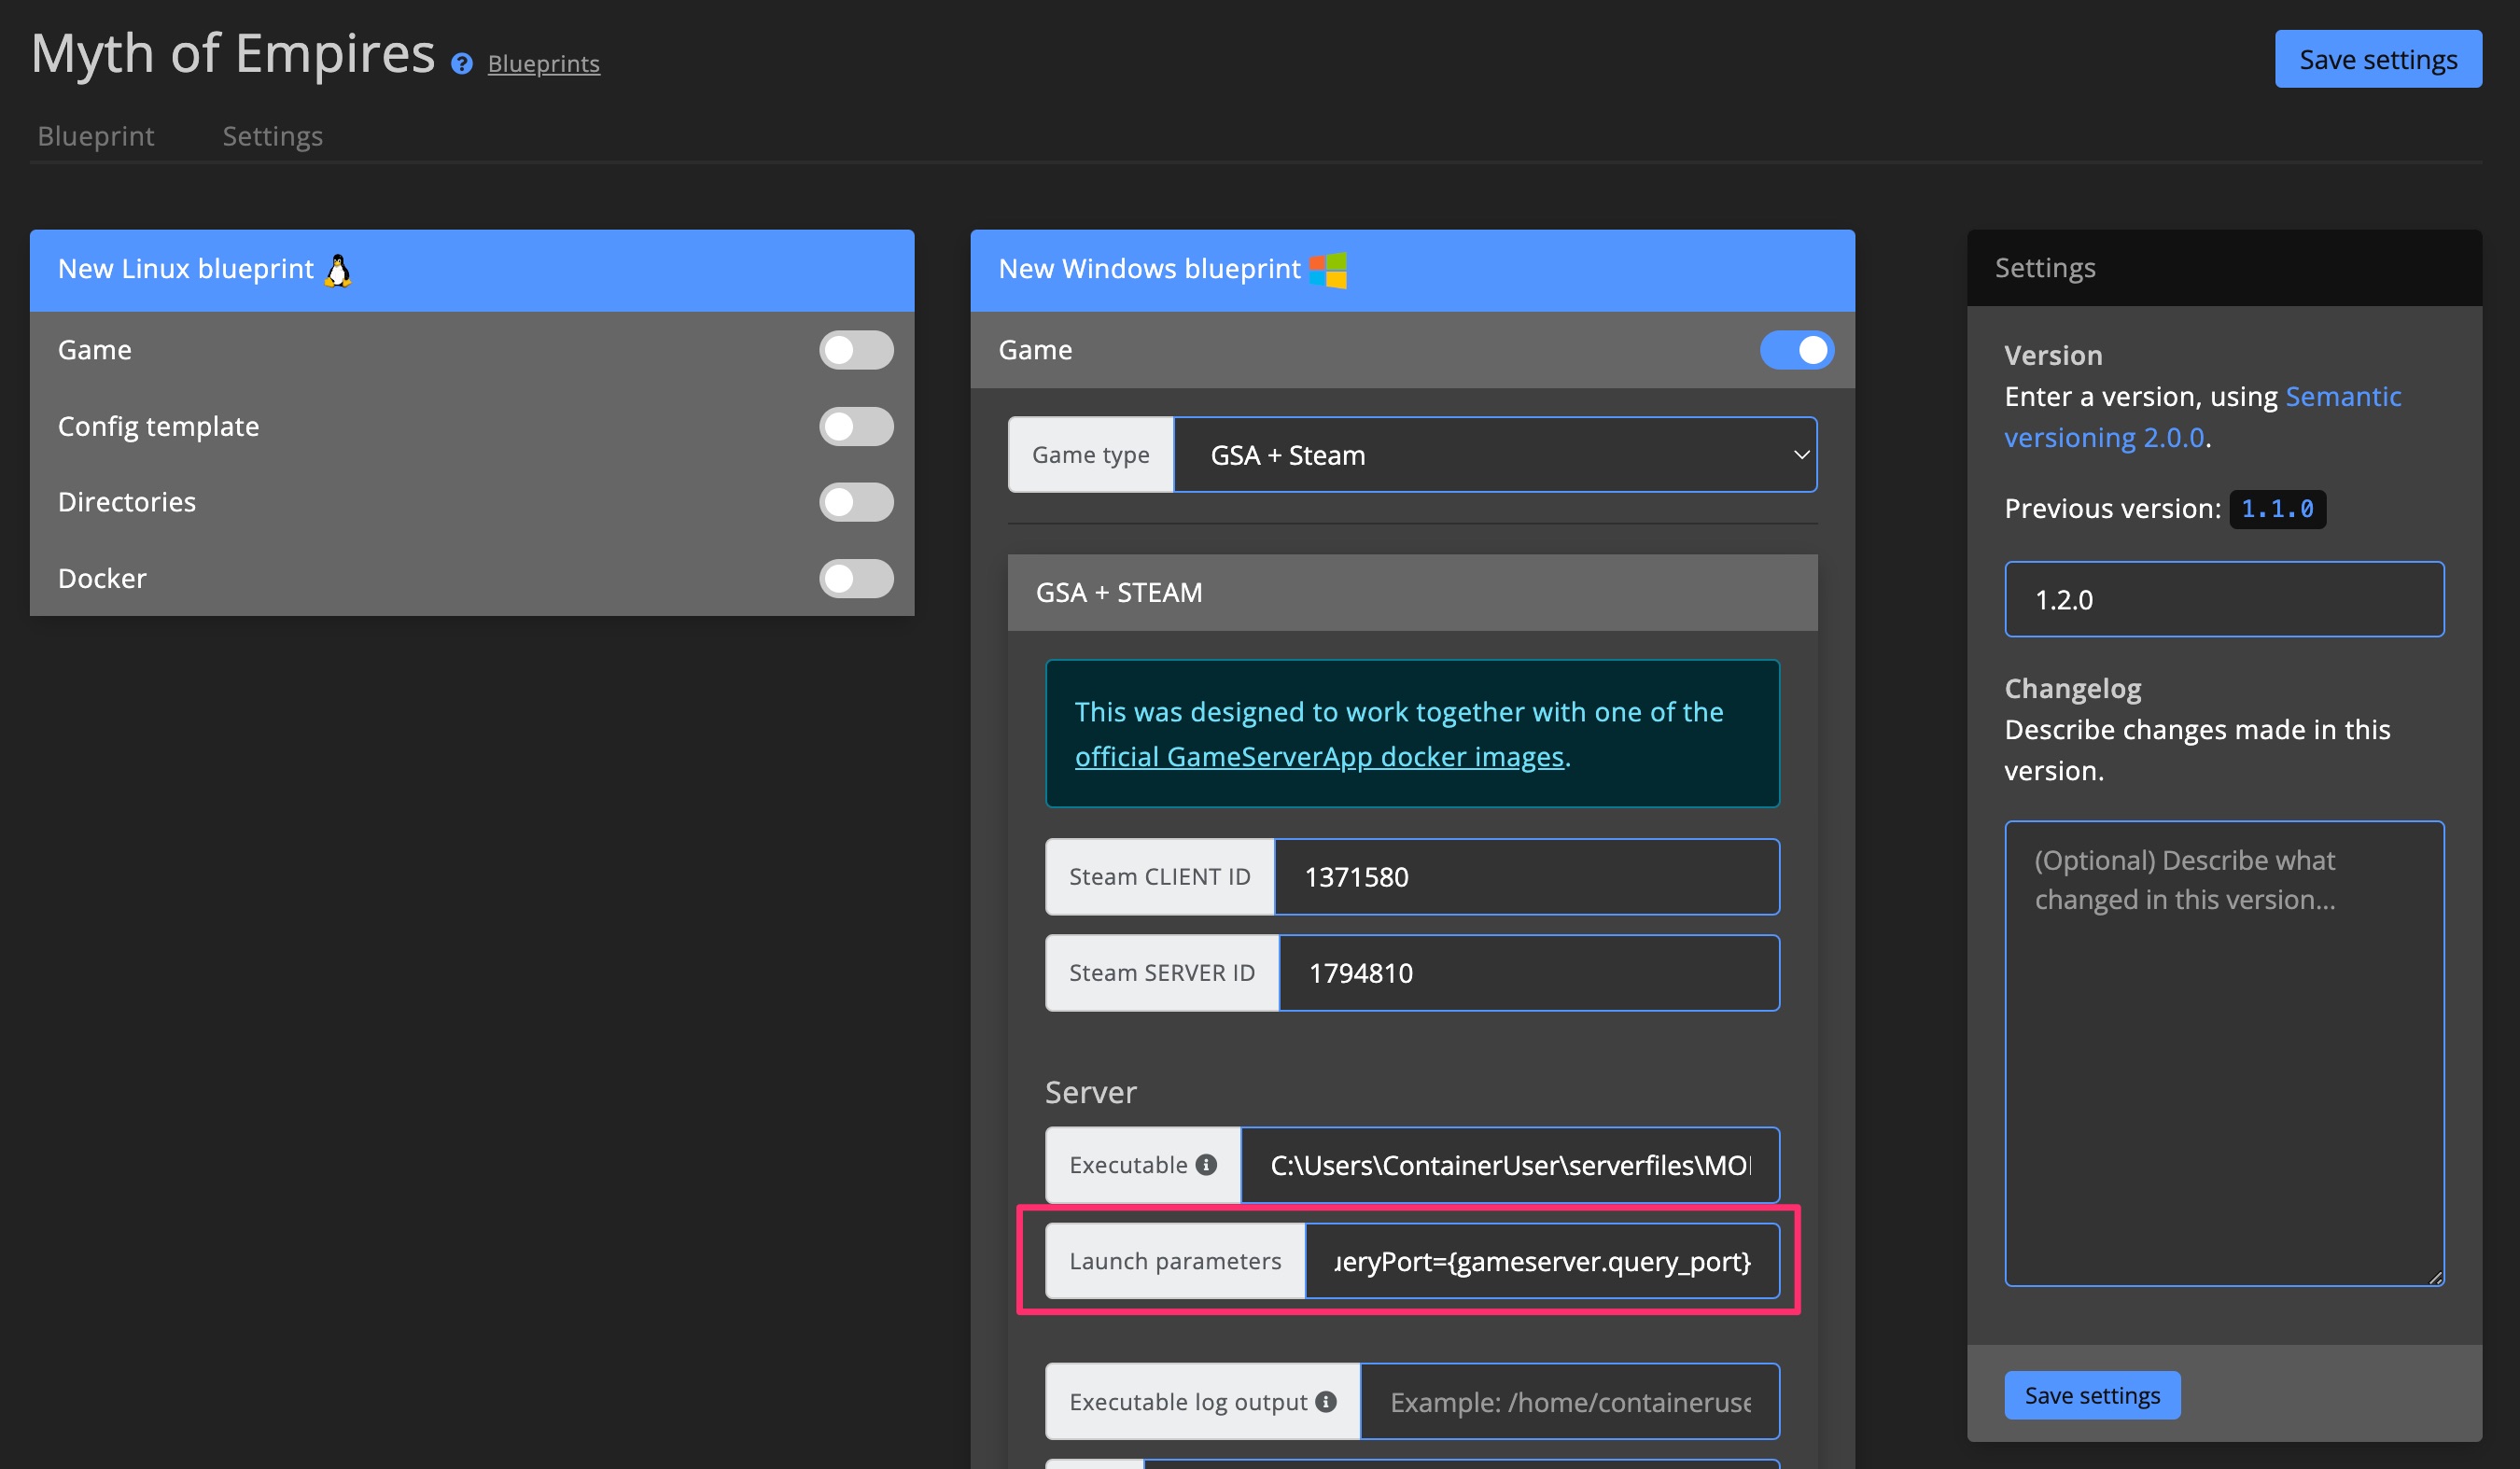 Myth of Empires ? Blueprints
Save settings
Blueprint Settings
New Linux blueprint
Game
Config template
Directories
Docker
New Windows blueprint
Game
Game type GSA + Steam
GSA + STEAM
This was designed to work together with one of the
official GameServerApp docker images.
Steam CLIENT ID 1371580
Steam SERVER ID 1794810
Server
Executable C:\Users\ContainerUser\serverfiles\MO
Launch parameters ueryPort={gameserver.query_port}
Executable log output Example: /home/containeruse
Settings
Version
Enter a version, using Semantic
versioning 2.0.0.
Previous version: 1.1.0
1.2.0
Changelog
Describe changes made in this
version.
(Optional) Describe what
changed in this version...
Save settings